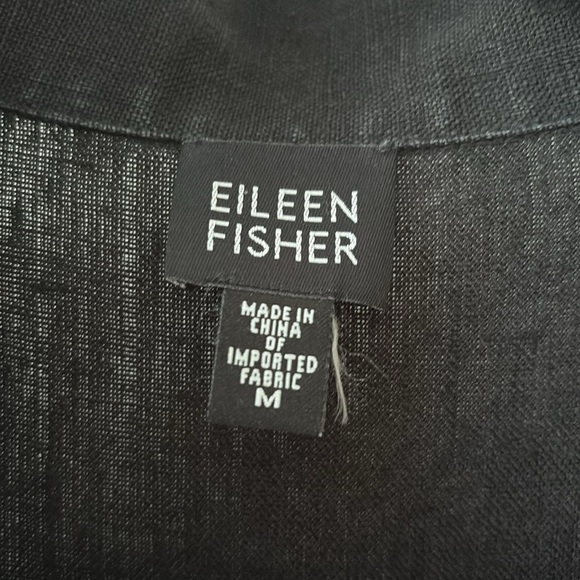 EILEEN
FISHER
MADE IN
CHINA
OF
IMPORTED
FABRIC
M